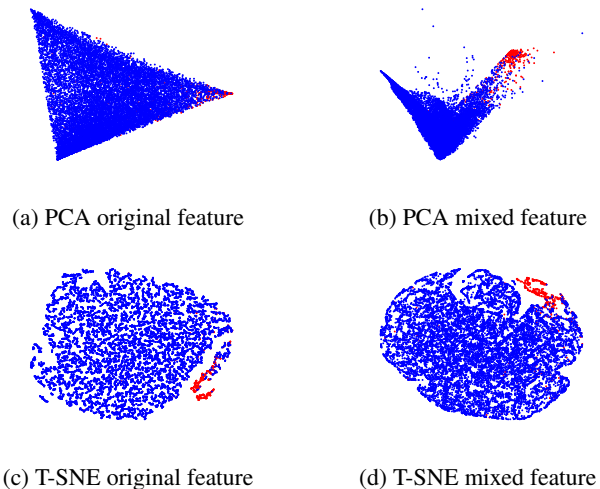 (a) PCA original feature
(b) PCA mixed feature
(c) T-SNE original feature
(d) T-SNE mixed feature